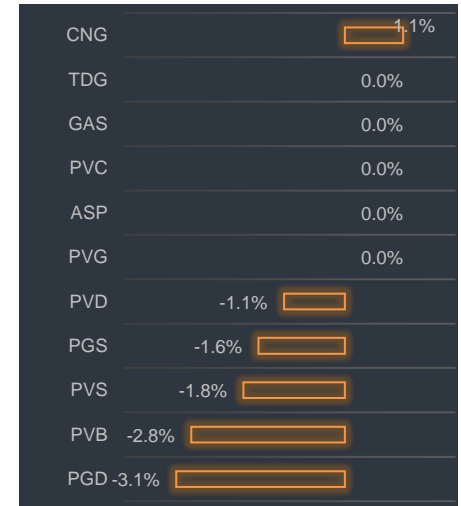 CNG 1.1%
TDG 0.0%
GAS 0.0%
PVC 0.0%
ASP 0.0%
PVG 0.0%
PVD -1.1%
PGS -1.6%
PVS -1.8%
PVB -2.8%
PGD -3.1%